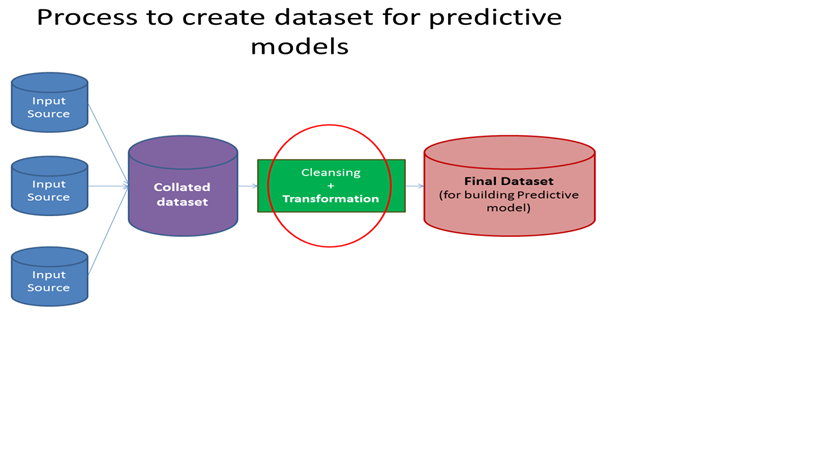 Process to create dataset for predictive
models
Input
Source
Input
Source
Input
Source
Collated
dataset
Cleansing
+
Transformation
Final Dataset
(for building Predictive
model)